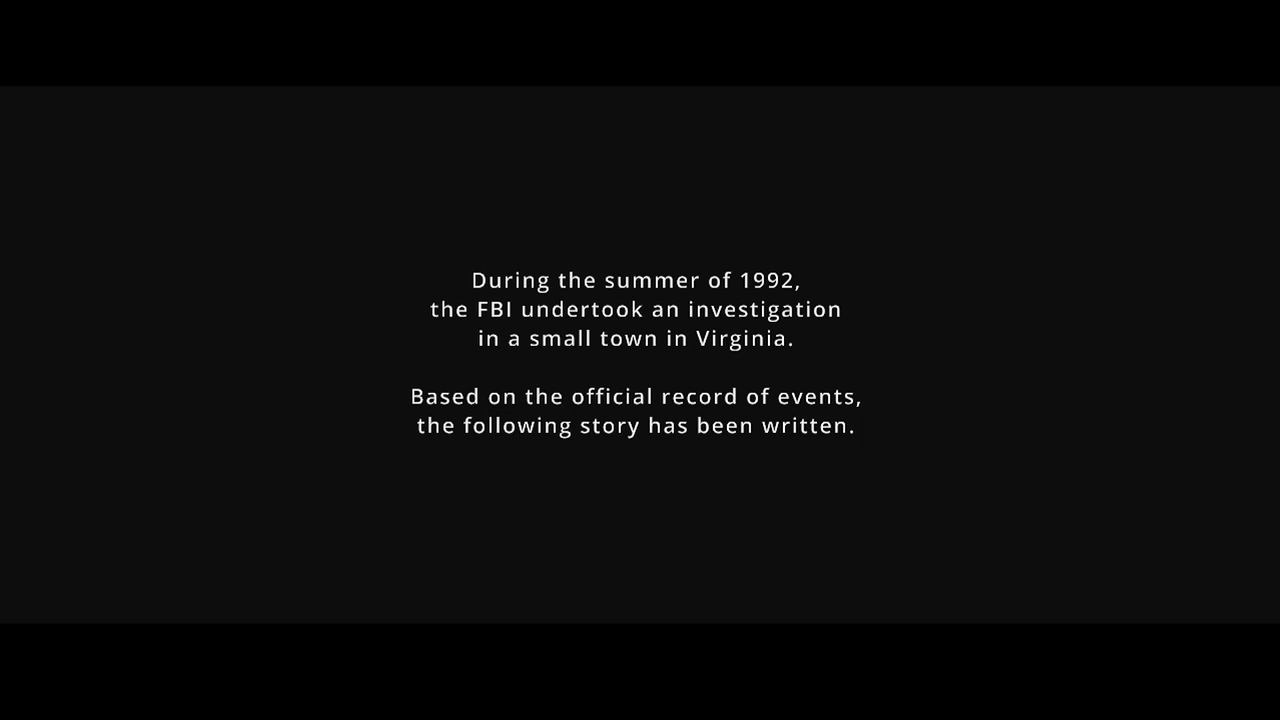 During the summer of 1992,
the FBI undertook an investigation
in a small town in Virginia.
Based on the official record of events,
the following story has been written.